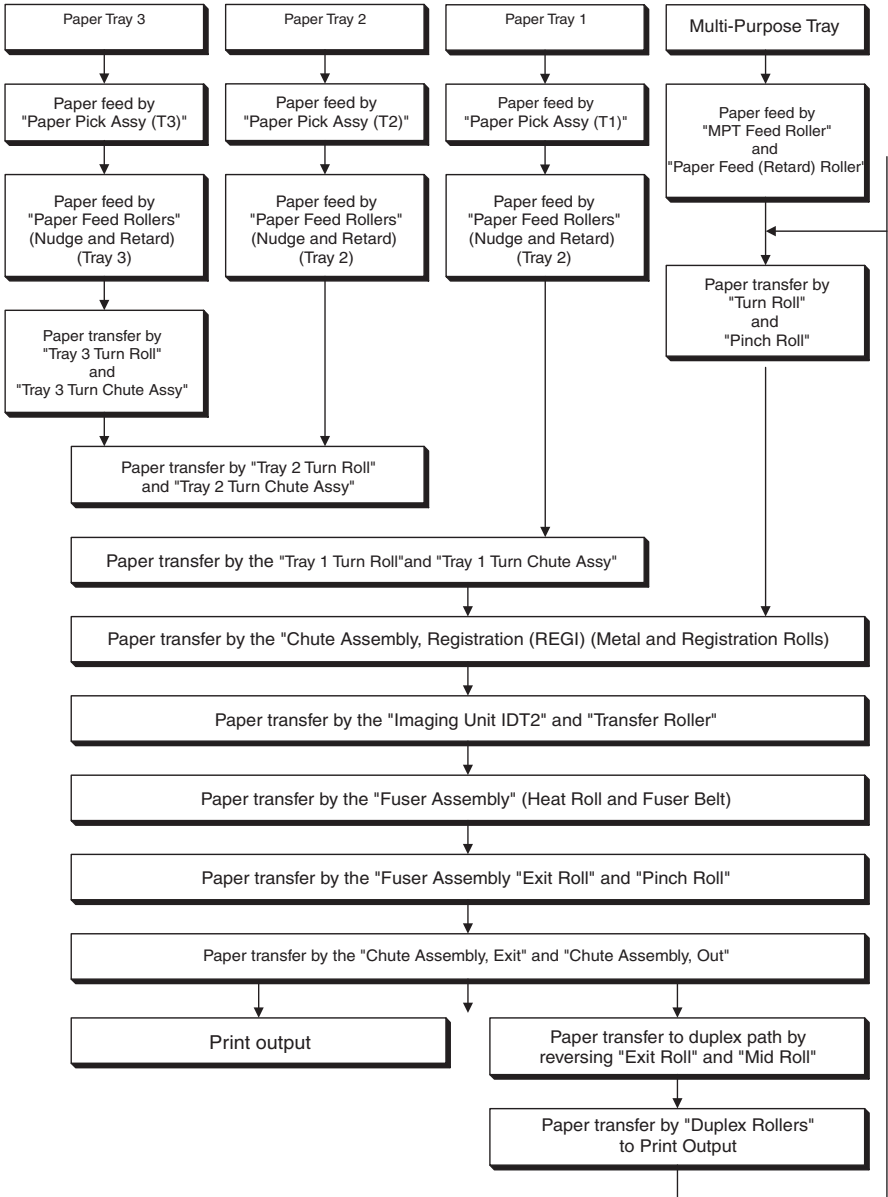 Paper Tray 3
Paper Tray 2
Paper Tray 1
Multi-Purpose Tray
Paper feed by
"Paper Pick Assy (T3)"
Paper feed by
"Paper Pick Assy (T2)"
Paper feed by
"Paper Pick Assy (T1)"
Paper feed by
"MPT Feed Roller"
and
"Paper Feed (Retard) Roller"
Paper feed by
"Paper Feed Rollers"
(Nudge and Retard)
(Tray 3)
Paper feed by
"Paper Feed Rollers"
(Nudge and Retard)
(Tray 2)
Paper feed by
"Paper Feed Rollers"
(Nudge and Retard)
(Tray 2)
Paper transfer by
"Turn Roll"
and
"Pinch Roll"
Paper transfer by
"Tray 3 Turn Roll"
and
"Tray 3 Turn Chute Assy"
Paper transfer by "Tray 2 Turn Roll"
and "Tray 2 Turn Chute Assy"
Paper transfer by the "Tray 1 Turn Roll"and "Tray 1 Turn Chute Assy"
Paper transfer by the "Chute Assembly, Registration (REGI) (Metal and Registration Rolls)
Paper transfer by the "Imaging Unit IDT2" and "Transfer Roller"
Paper transfer by the "Fuser Assembly" (Heat Roll and Fuser Belt)
Paper transfer by the "Fuser Assembly "Exit Roll" and "Pinch Roll"
Paper transfer by the "Chute Assembly, Exit" and "Chute Assembly, Out"
Print output
Paper transfer to duplex path by
reversing "Exit Roll" and "Mid Roll"
Paper transfer by "Duplex Rollers"
to Print Output